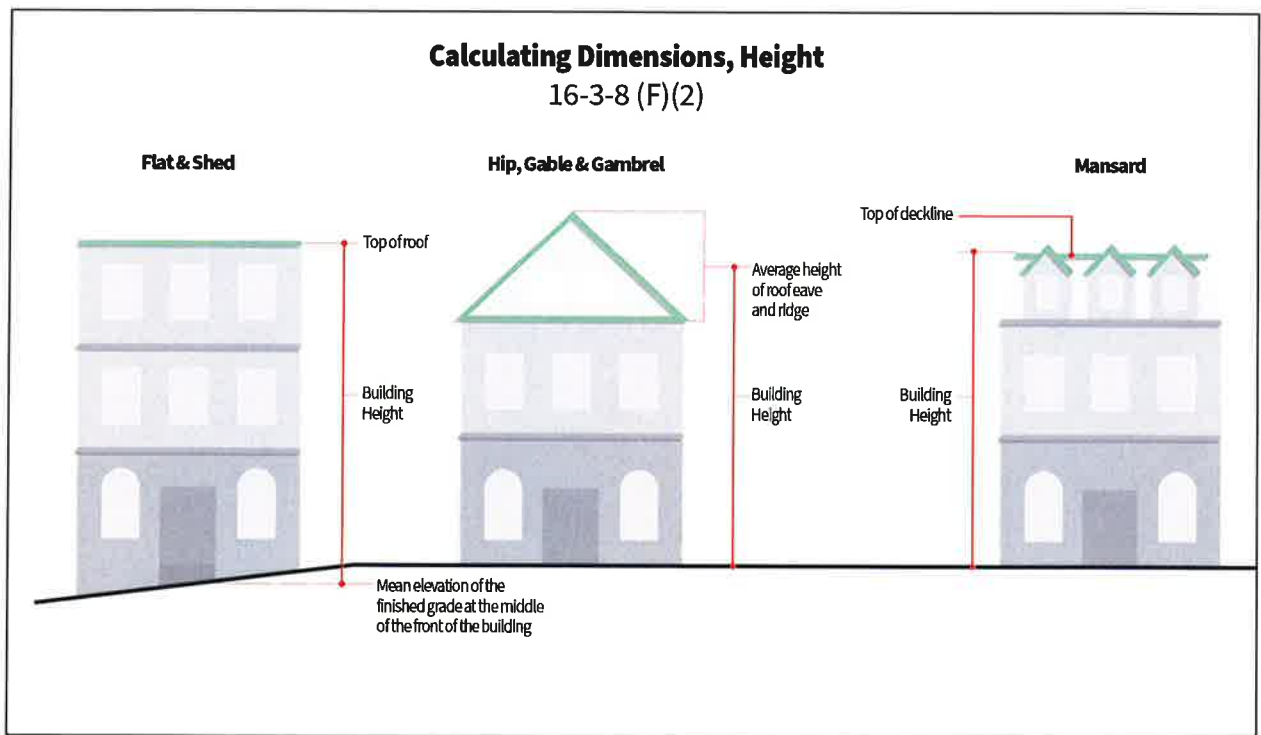 Calculating Dimensions, Height
16-3-8 (F)(2)
Flat & Shed
Top of roof
Building
Height
Mean elevation of the
finished grade at the middle
of the front of the building
Hip, Gable & Gambrel
Average height
of roof eave
and ridge
Building
Height
Mansard
Top of deckline
Building
Height